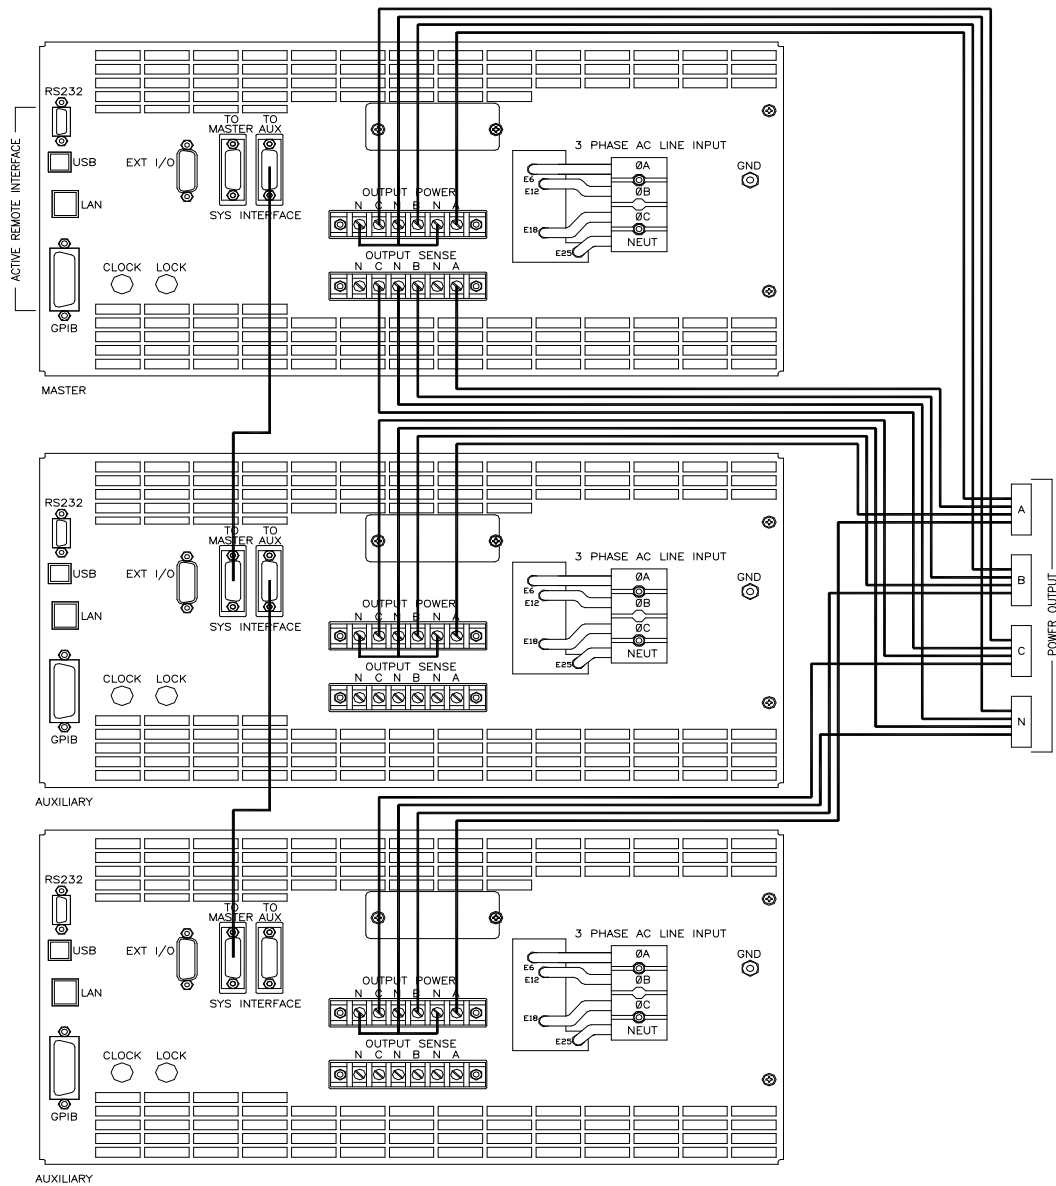 RS232
TO MASTER
TO AUX
3 PHASE AC LINE INPUT
ACTIVE REMOTE INTERFACE
USB
EXT I/O
ØA
GND
E6
E12
ØB
LAN
OUTPUT POWER
N C N B N A
SYS INTERFACE
ØC
E18
NEUT
OUTPUT SENSE
N C N B N A
E25
CLOCK
LOCK
GPIB
MASTER
RS232
TO MASTER
TO AUX
3 PHASE AC LINE INPUT
USB
EXT I/O
ØA
GND
E6
E12
ØB
LAN
OUTPUT POWER
N C N B N A
SYS INTERFACE
ØC
E18
NEUT
OUTPUT SENSE
N C N B N A
E25
CLOCK
LOCK
GPIB
AUXILIARY
A
B
C
N
POWER OUTPUT
RS232
TO MASTER
TO AUX
3 PHASE AC LINE INPUT
USB
EXT I/O
ØA
GND
E6
E12
ØB
LAN
OUTPUT POWER
N C N B N A
SYS INTERFACE
ØC
E18
NEUT
OUTPUT SENSE
N C N B N A
E25
CLOCK
LOCK
GPIB
AUXILIARY